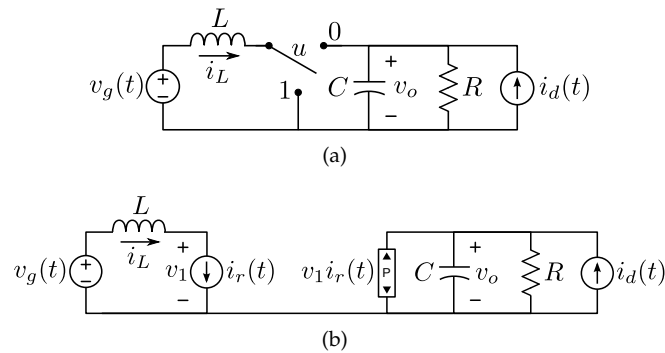 L
u
0
+
v_g(t)
+
−
i_L
1
C
v_o
R
i_d(t)
−
(a)
L
v_g(t)
+
−
i_L
+
v_1
i_r(t)
−
v_1 i_r(t)
P
C
+
v_o
−
R
i_d(t)
(b)